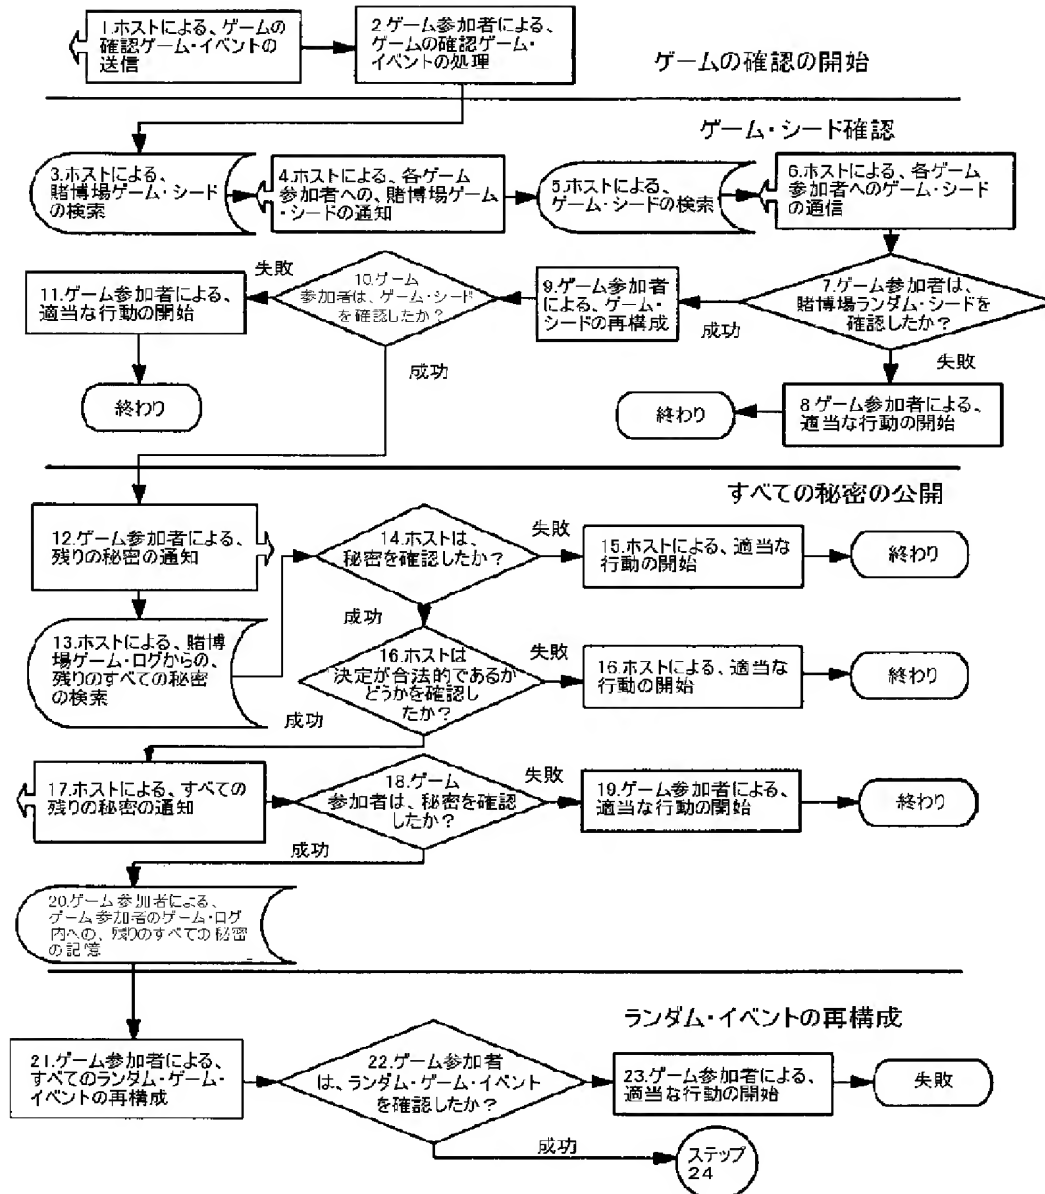 1.ホストによる、ゲームの
確認ゲーム・イベントの
送信
2.ゲーム参加者による、
ゲームの確認ゲーム・
イベントの処理
ゲームの確認の開始
ゲーム・シード確認
3.ホストによる、
賭博場ゲーム・シード
の検索
4.ホストによる、各ゲーム
参加者への、賭博場ゲーム
・シードの通知
5.ホストによる、
ゲーム・シードの検索
6.ホストによる、各ゲーム
参加者へのゲーム・シード
の通信
7.ゲーム参加者は、
賭博場ランダム・シードを
確認したか?
成功
失敗
8.ゲーム参加者による、
適当な行動の開始
終わり
9.ゲーム参加者
による、ゲーム・
シードの再構成
10.ゲーム
参加者は、ゲーム・シード
を確認したか?
失敗
成功
11.ゲーム参加者による、
適当な行動の開始
終わり
すべての秘密の公開
12.ゲーム参加者による、
残りの秘密の通知
13.ホストによる、賭博
場ゲーム・ログからの、
残りのすべての秘密
の検索
14.ホストは、
秘密を確認したか?
失敗
成功
15.ホストによる、適当な
行動の開始
終わり
16.ホストは
決定が合法的であるか
どうかを確認し
たか?
失敗
成功
16.ホストによる、適当な
行動の開始
終わり
17.ホストによる、すべての
残りの秘密の通知
18.ゲーム
参加者は、秘密を確認
したか?
失敗
成功
19.ゲーム参加者による、
適当な行動の開始
終わり
20.ゲーム参加者による、
ゲーム参加者のゲーム・ログ
内への、残りのすべての秘密
の記憶
ランダム・イベントの再構成
21.ゲーム参加者による、
すべてのランダム・ゲーム・
イベントの再構成
22.ゲーム参加者
は、ランダム・ゲーム・イベント
を確認したか?
失敗
成功
23.ゲーム参加者による、
適当な行動の開始
失敗
ステップ
24